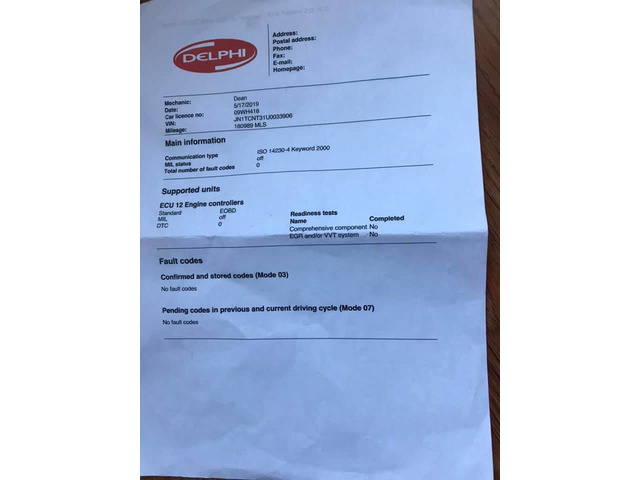 DELPHI
Address:
Postal address:
Phone:
Fax:
E-mail:
Homepage:
Mechanic: Dean
Date: 5/17/2019
Car licence no: 09WH418
VIN: JN1TCNT31U0033906
Mileage: 180989 MLS
Main information
Communication type ISO 14230-4 Keyword 2000
MIL status off
Total number of fault codes 0
Supported units
ECU 12 Engine controllers
Standard EOBD
MIL off
DTC 0
Readiness tests
Name Completed
Comprehensive component No
EGR and/or VVT system No
Fault codes
Confirmed and stored codes (Mode 03)
No fault codes
Pending codes in previous and current driving cycle (Mode 07)
No fault codes